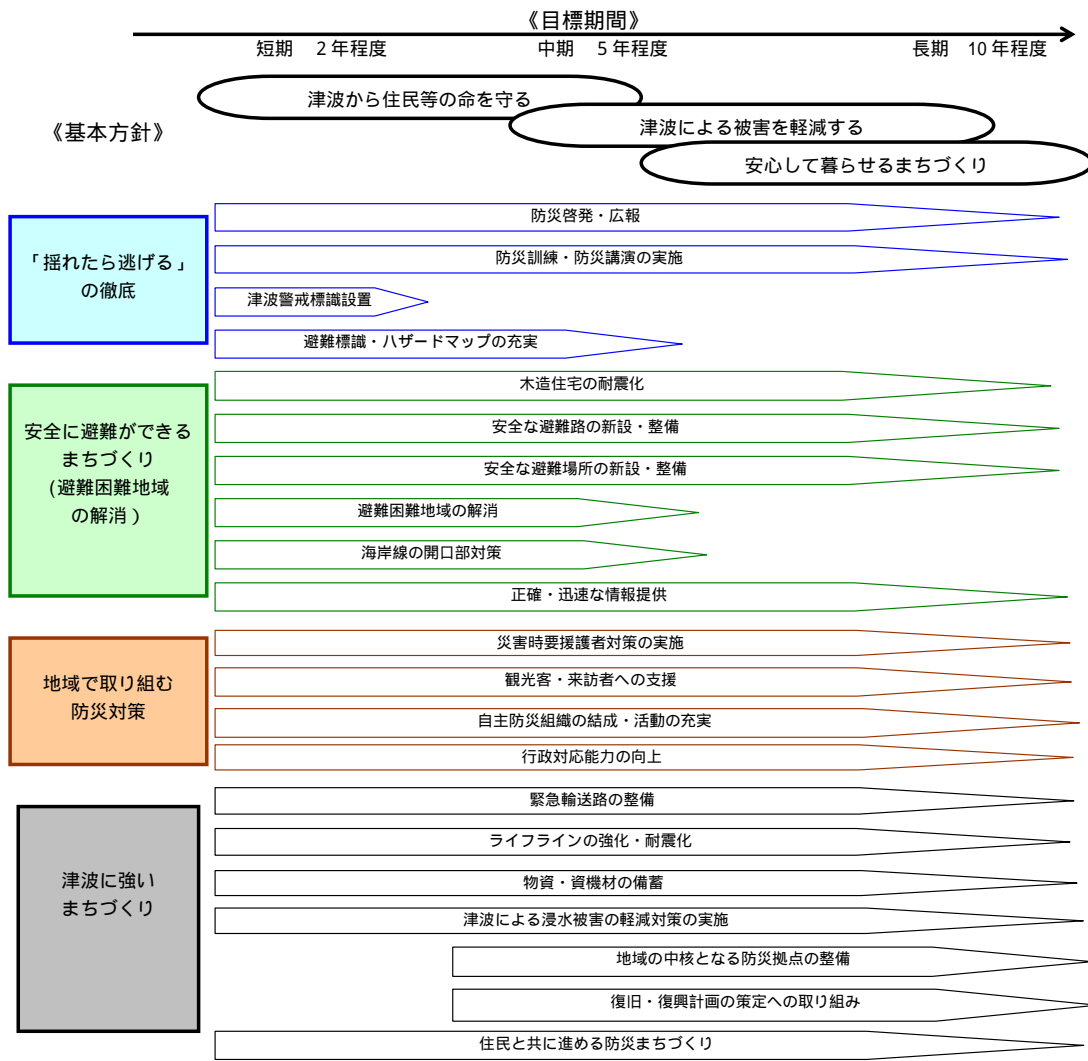 《目標期間》
短期　2年程度　中期　5年程度　長期　10年程度
津波から住民等の命を守る
《基本方針》
津波による被害を軽減する
安心して暮らせるまちづくり
「揺れたら逃げる」
の徹底
防災啓発・広報
防災訓練・防災講演の実施
津波警戒標識設置
避難標識・ハザードマップの充実
安全に避難ができる
まちづくり
(避難困難地域
の解消)
木造住宅の耐震化
安全な避難路の新設・整備
安全な避難場所の新設・整備
避難困難地域の解消
海岸線の開口部対策
正確・迅速な情報提供
地域で取り組む
防災対策
災害時要援護者対策の実施
観光客・来訪者への支援
自主防災組織の結成・活動の充実
行政対応能力の向上
津波に強い
まちづくり
緊急輸送路の整備
ライフラインの強化・耐震化
物資・資機材の備蓄
津波による浸水被害の軽減対策の実施
地域の中核となる防災拠点の整備
復旧・復興計画の策定への取り組み
住民と共に進める防災まちづくり